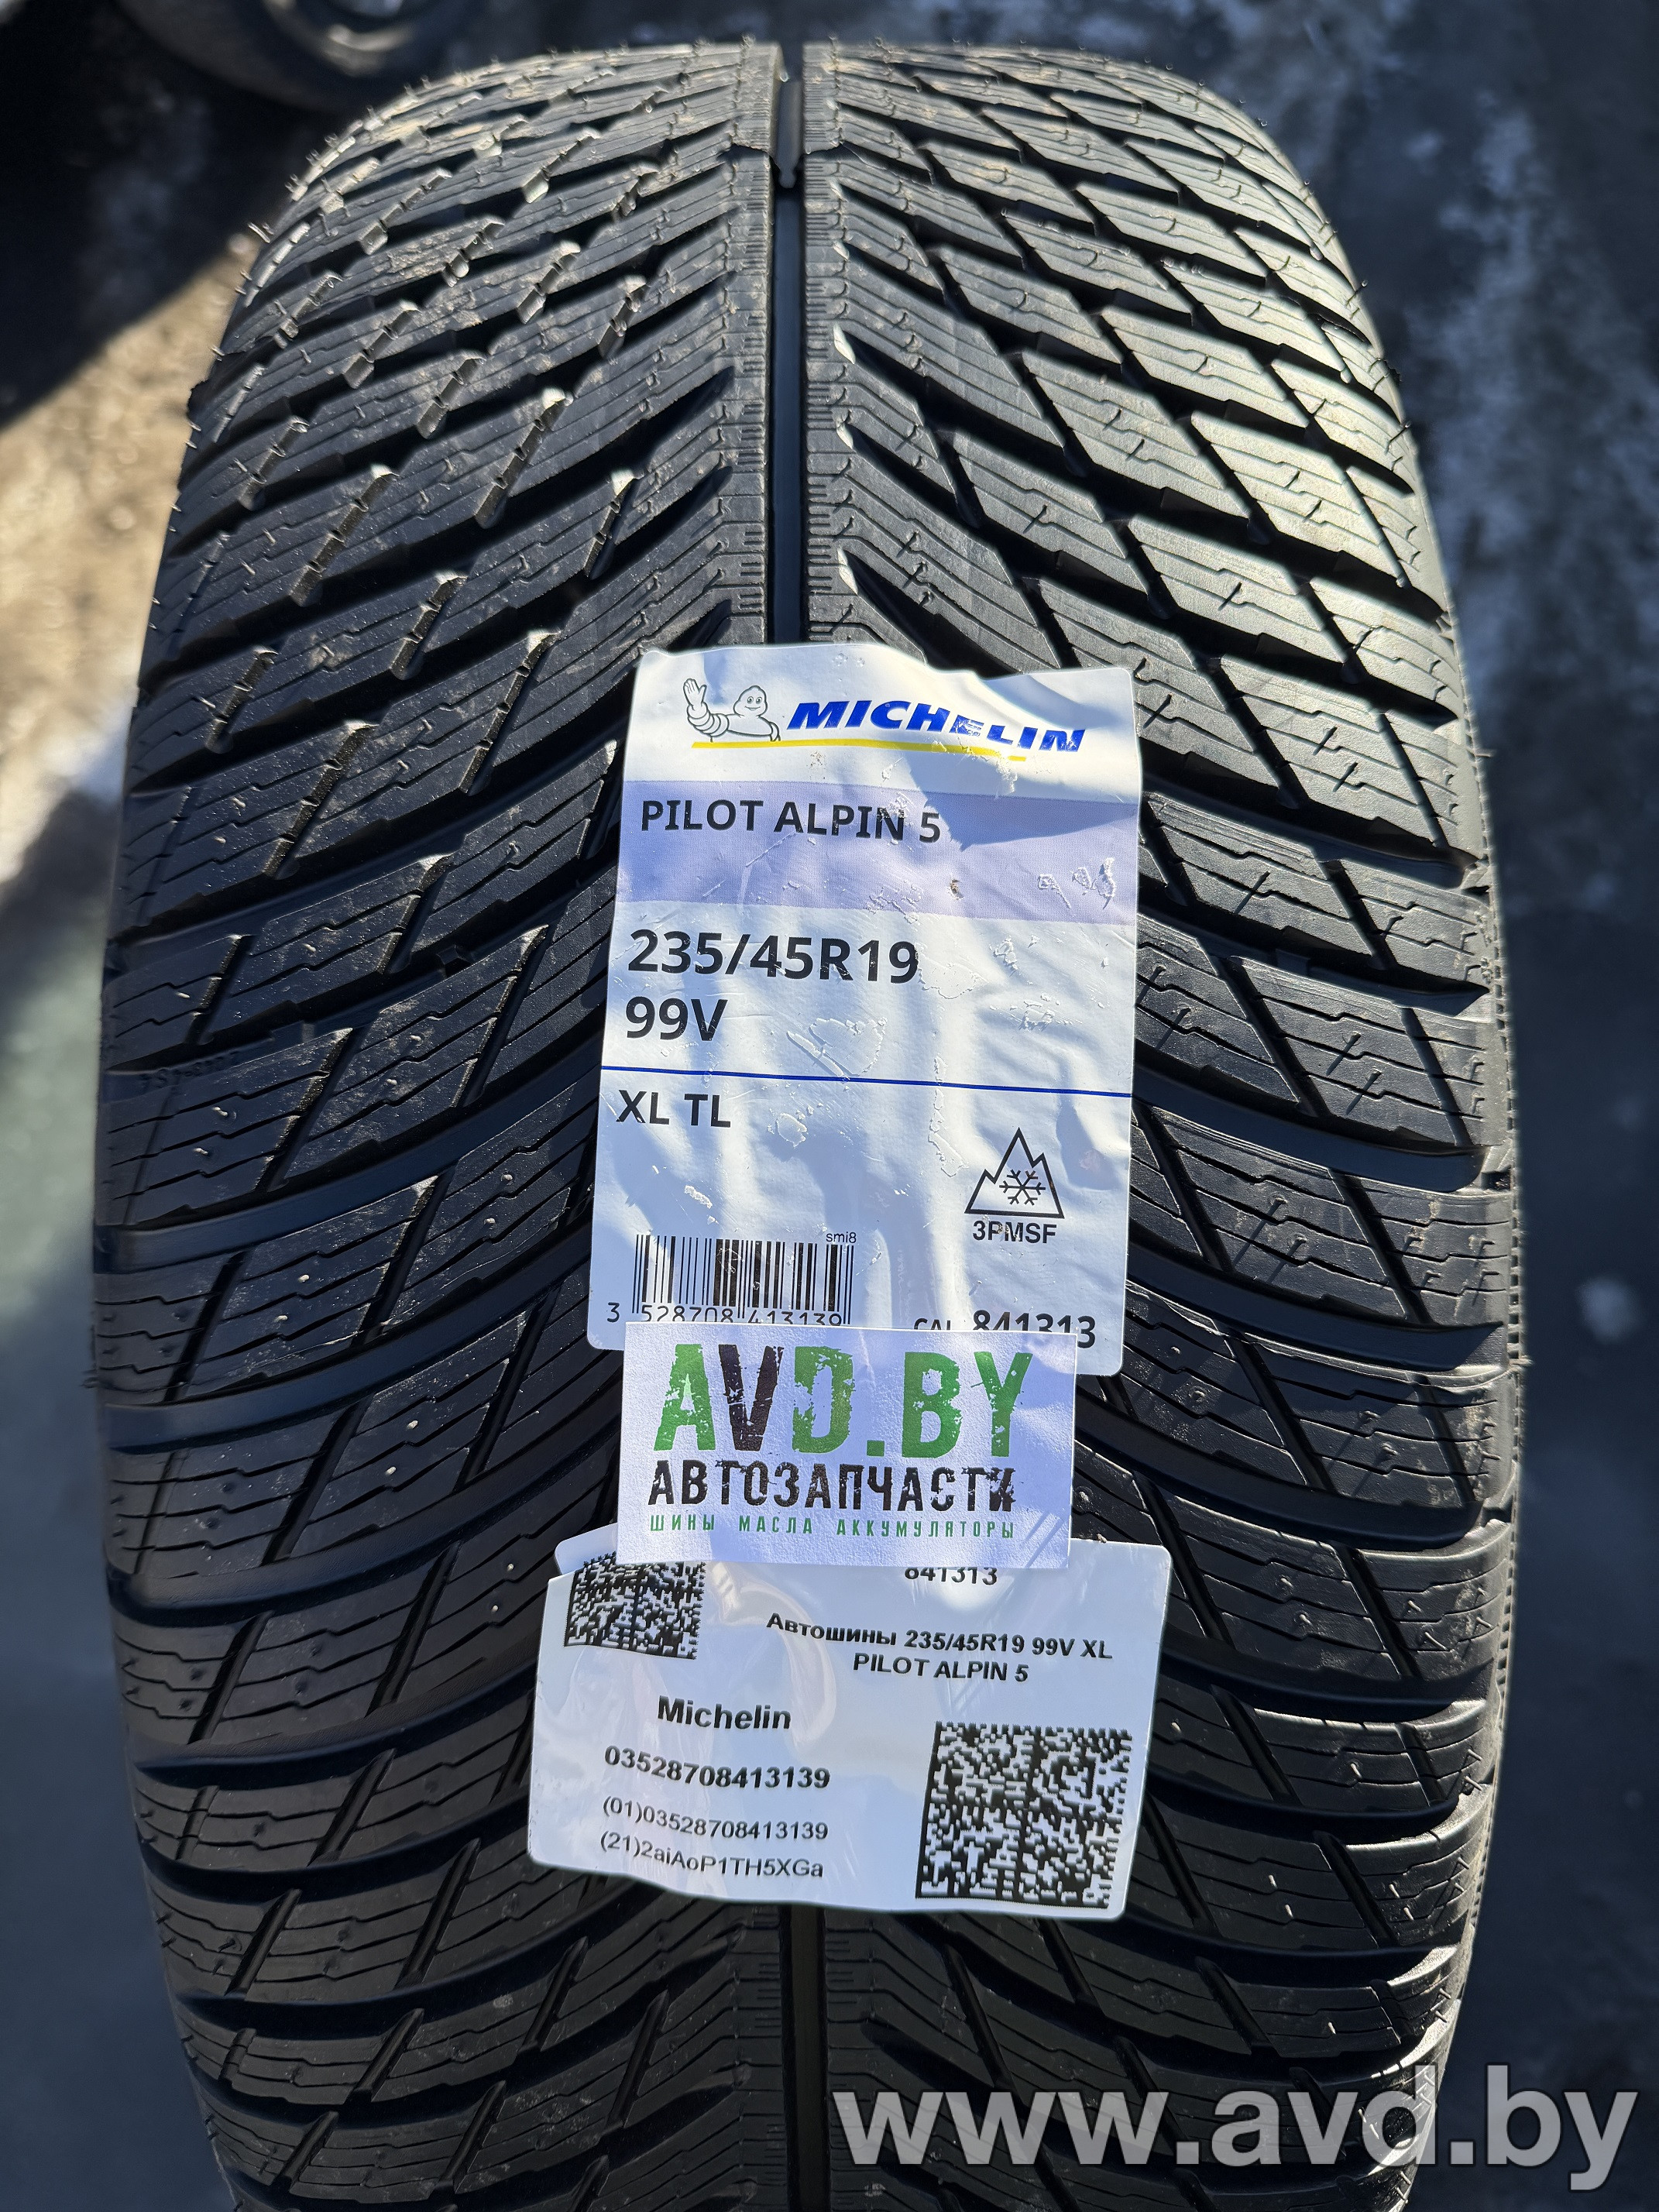 MICHELIN
PILOT ALPIN 5
235/45R19
99V
XL TL
3PMSF
smi8
3 528708 413139
CAI 841313
AVD.BY
АВТОЗАПЧАСТИ
ШИНЫ МАСЛА АККУМУЛЯТОРЫ
841313
Автошины 235/45R19 99V XL
PILOT ALPIN 5
Michelin
03528708413139
(01)03528708413139
(21)2aiAoP1TH5XGa
www.avd.by